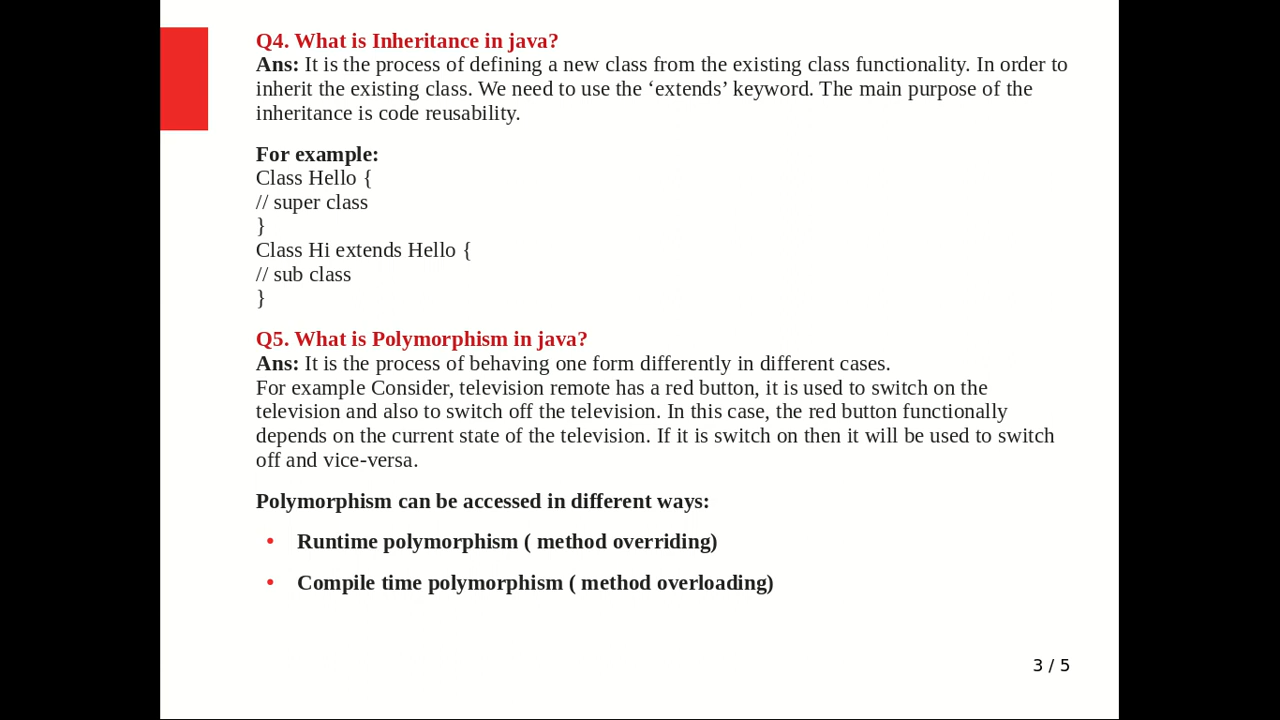 Q4. What is Inheritance in java?
Ans: It is the process of defining a new class from the existing class functionality. In order to
inherit the existing class. We need to use the ‘extends’ keyword. The main purpose of the
inheritance is code reusability.
For example:
Class Hello {
// super class
}
Class Hi extends Hello {
// sub class
}
Q5. What is Polymorphism in java?
Ans: It is the process of behaving one form differently in different cases.
For example Consider, television remote has a red button, it is used to switch on the
television and also to switch off the television. In this case, the red button functionally
depends on the current state of the television. If it is switch on then it will be used to switch
off and vice-versa.
Polymorphism can be accessed in different ways:
• Runtime polymorphism ( method overriding)
• Compile time polymorphism ( method overloading)
3 / 5